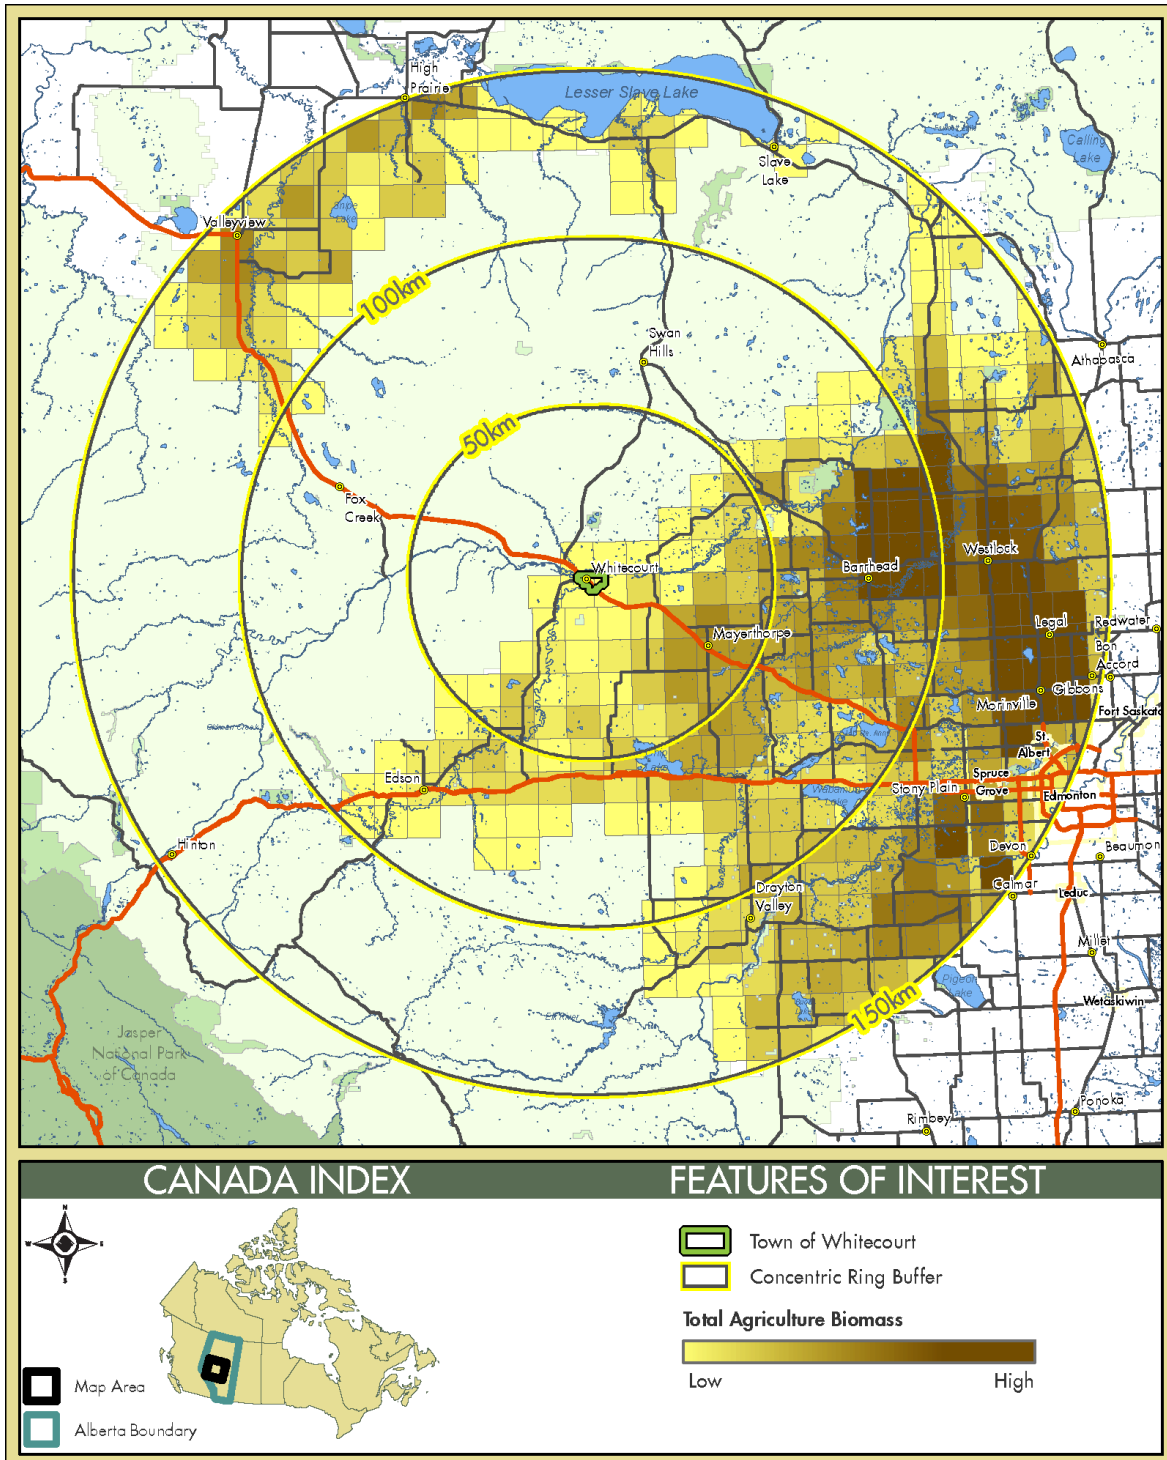 High
Prairie
Lesser Slave Lake
Calling
Lake
Slave
Lake
Snipe
Lake
Valleyview
100km
Swan
Hills
Athabasca
50km
Fox
Creek
Whitecourt
Barrhead
Westlock
Mayerthorpe
Legal
Redwater
Bon
Accord
Gibbons
Morinville
Fort Saskatc
St.
Albert
Edson
Stony Plain
Spruce
Grove
Edmonton
Wabamun
Lake
Hinton
Devon
Beaumon
Calmar
Leduc
Drayton
Valley
Millet
Pigeon
Lake
Wetaskiwin
150km
Jasper
National Park
of Canada
Rimbey
Ponoka
CANADA INDEX
FEATURES OF INTEREST
N
W
E
S
Town of Whitecourt
Concentric Ring Buffer
Total Agriculture Biomass
Low
High
Map Area
Alberta Boundary